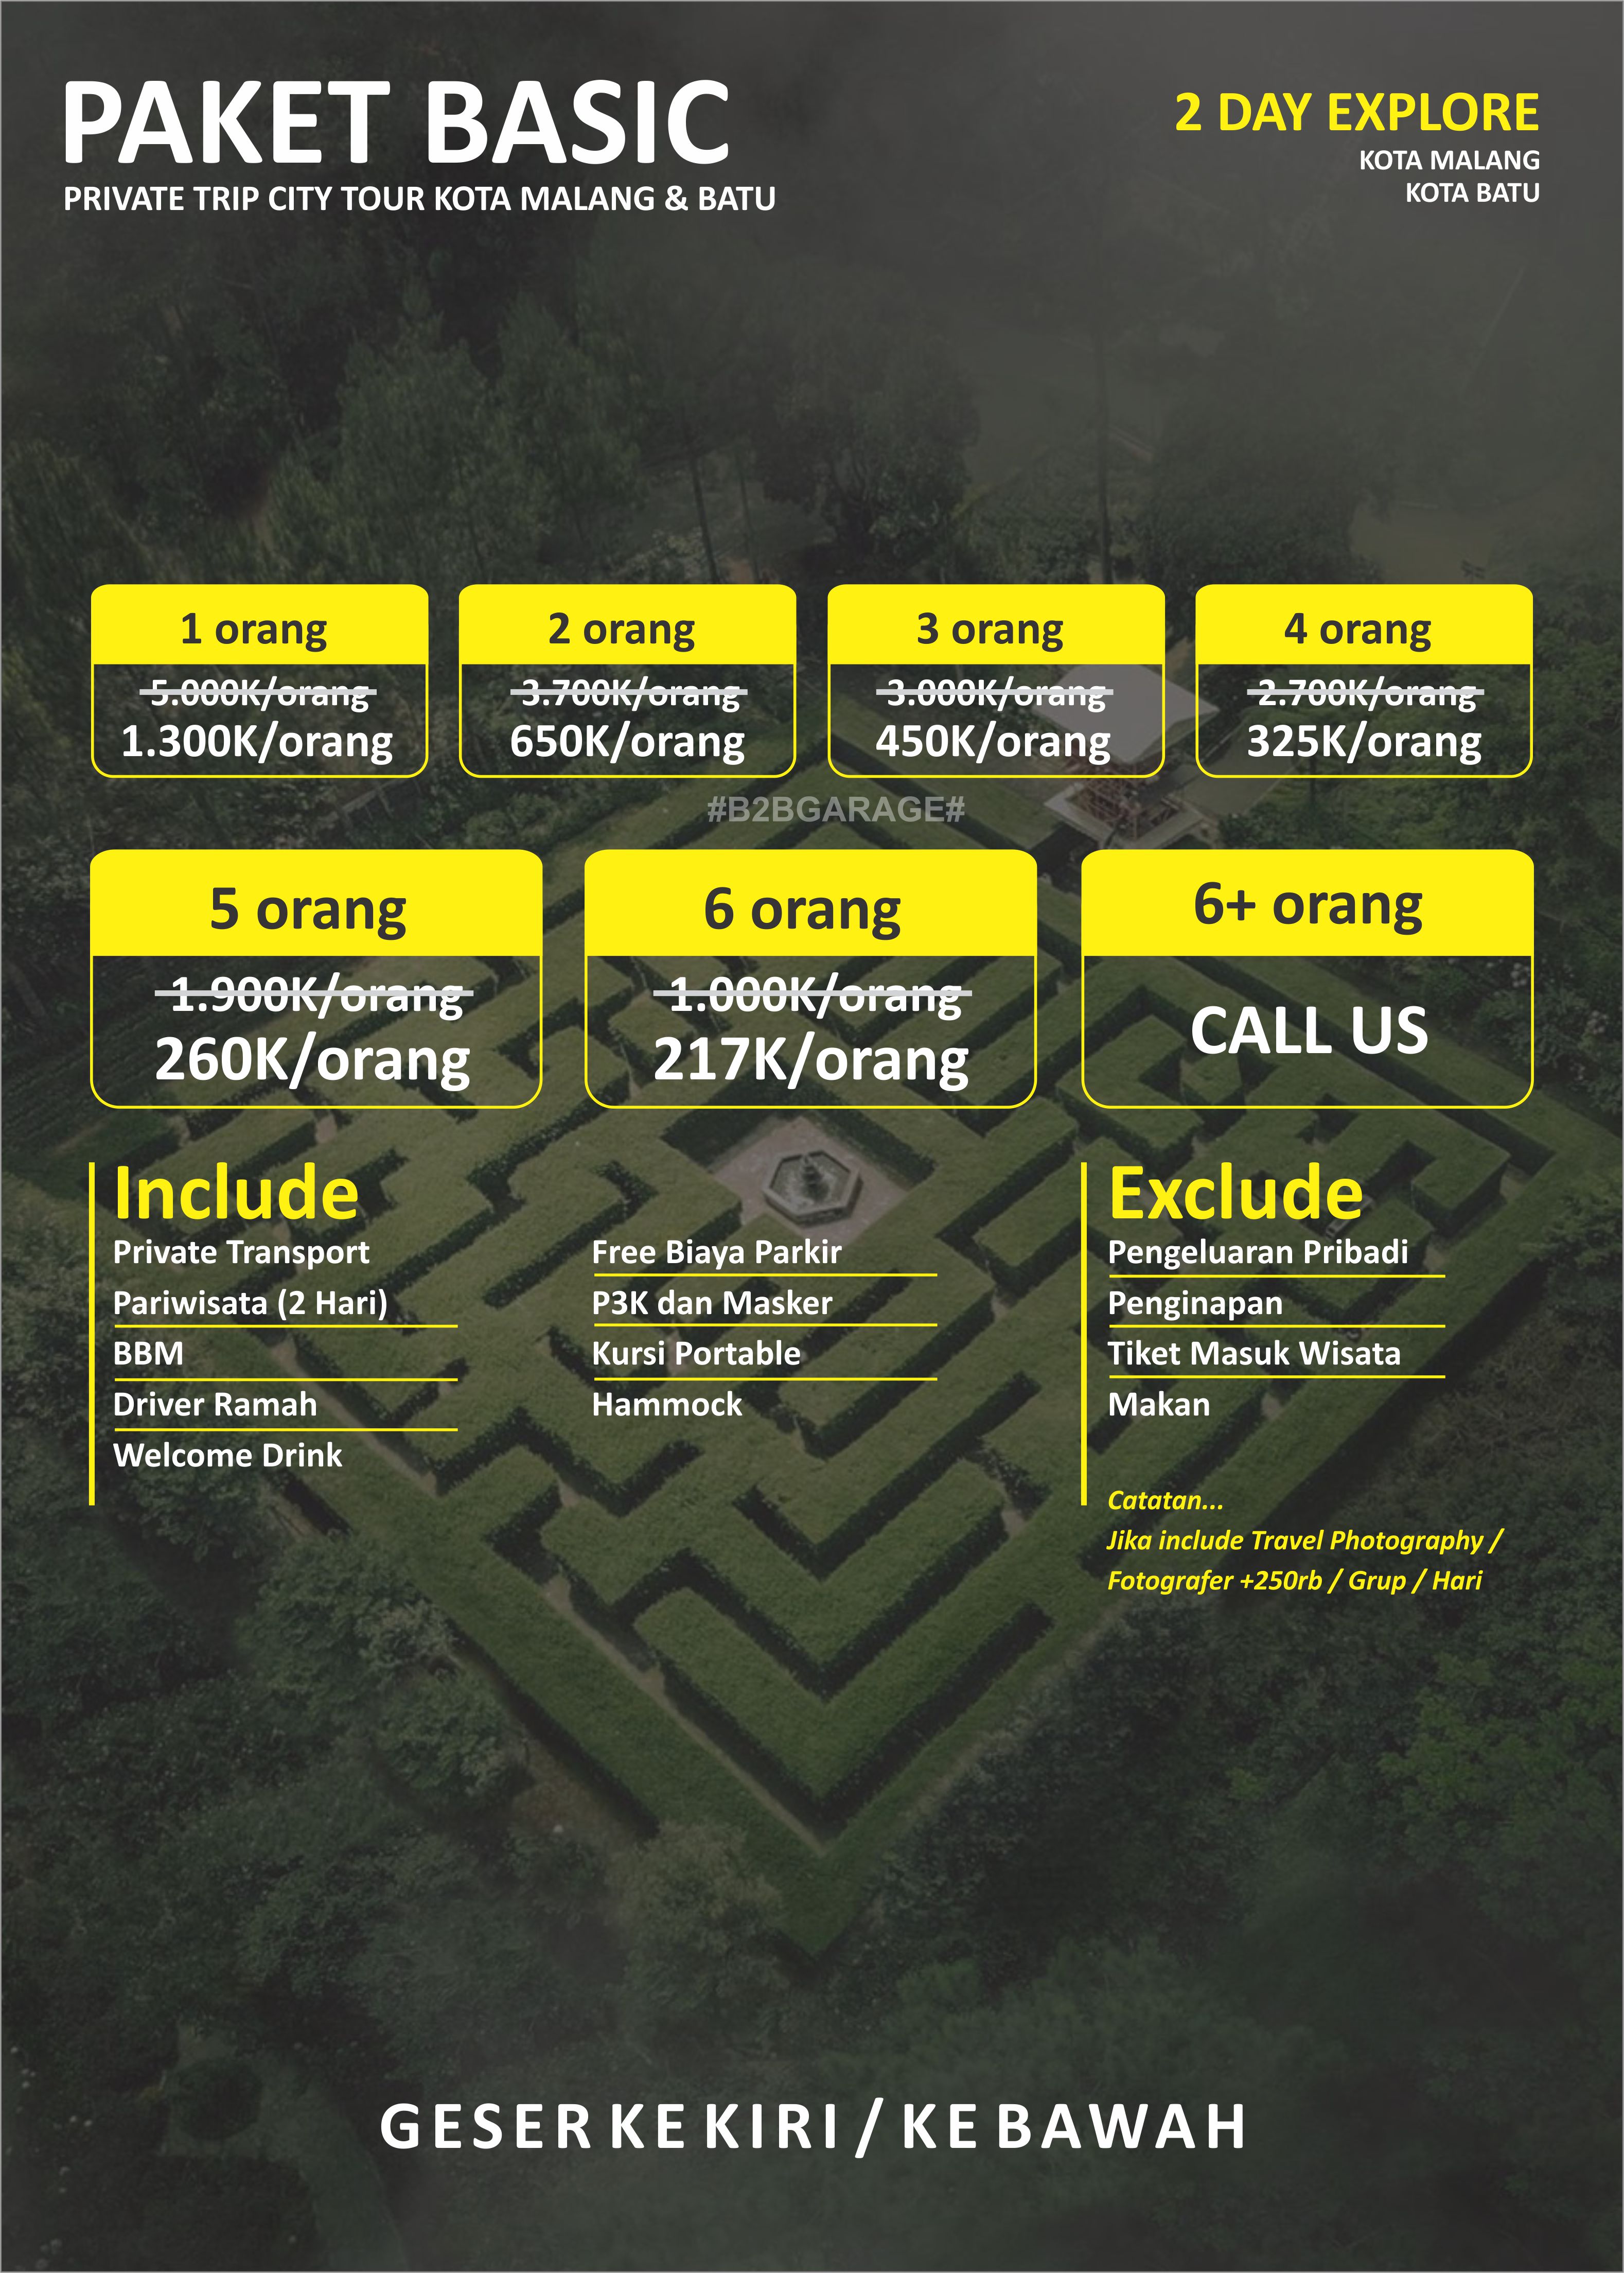 PAKET BASIC
PRIVATE TRIP CITY TOUR KOTA MALANG & BATU
2 DAY EXPLORE
KOTA MALANG
KOTA BATU
1 orang
5.000K/orang
1.300K/orang
2 orang
3.700K/orang
650K/orang
3 orang
3.000K/orang
450K/orang
4 orang
2.700K/orang
325K/orang
#B2BGARAGE#
5 orang
1.900K/orang
260K/orang
6 orang
1.000K/orang
217K/orang
6+ orang
CALL US
Include
Private Transport
Pariwisata (2 Hari)
BBM
Driver Ramah
Welcome Drink
Free Biaya Parkir
P3K dan Masker
Kursi Portable
Hammock
Exclude
Pengeluaran Pribadi
Penginapan
Tiket Masuk Wisata
Makan
Catatan...
Jika include Travel Photography /
Fotografer +250rb / Grup / Hari
GESER KE KIRI / KE BAWAH